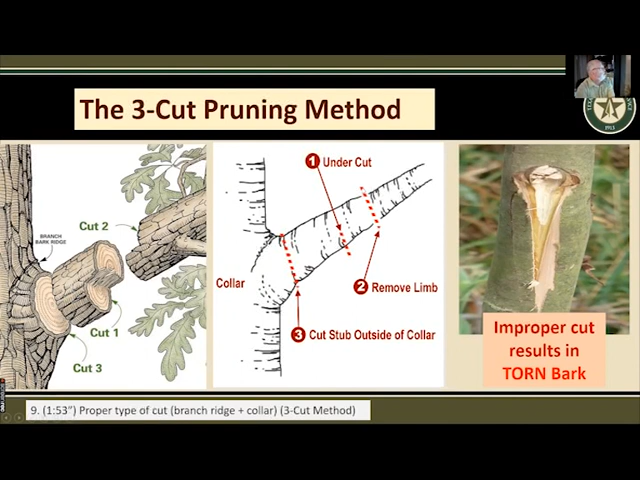 The 3-Cut Pruning Method
BRANCH
BARK RIDGE
Cut 2
Cut 1
Cut 3
1 Under Cut
Collar
2 Remove Limb
3 Cut Stub Outside of Collar
Improper cut
results in
TORN Bark
1915
9. (1:53") Proper type of cut (branch ridge + collar) (3-Cut Method)